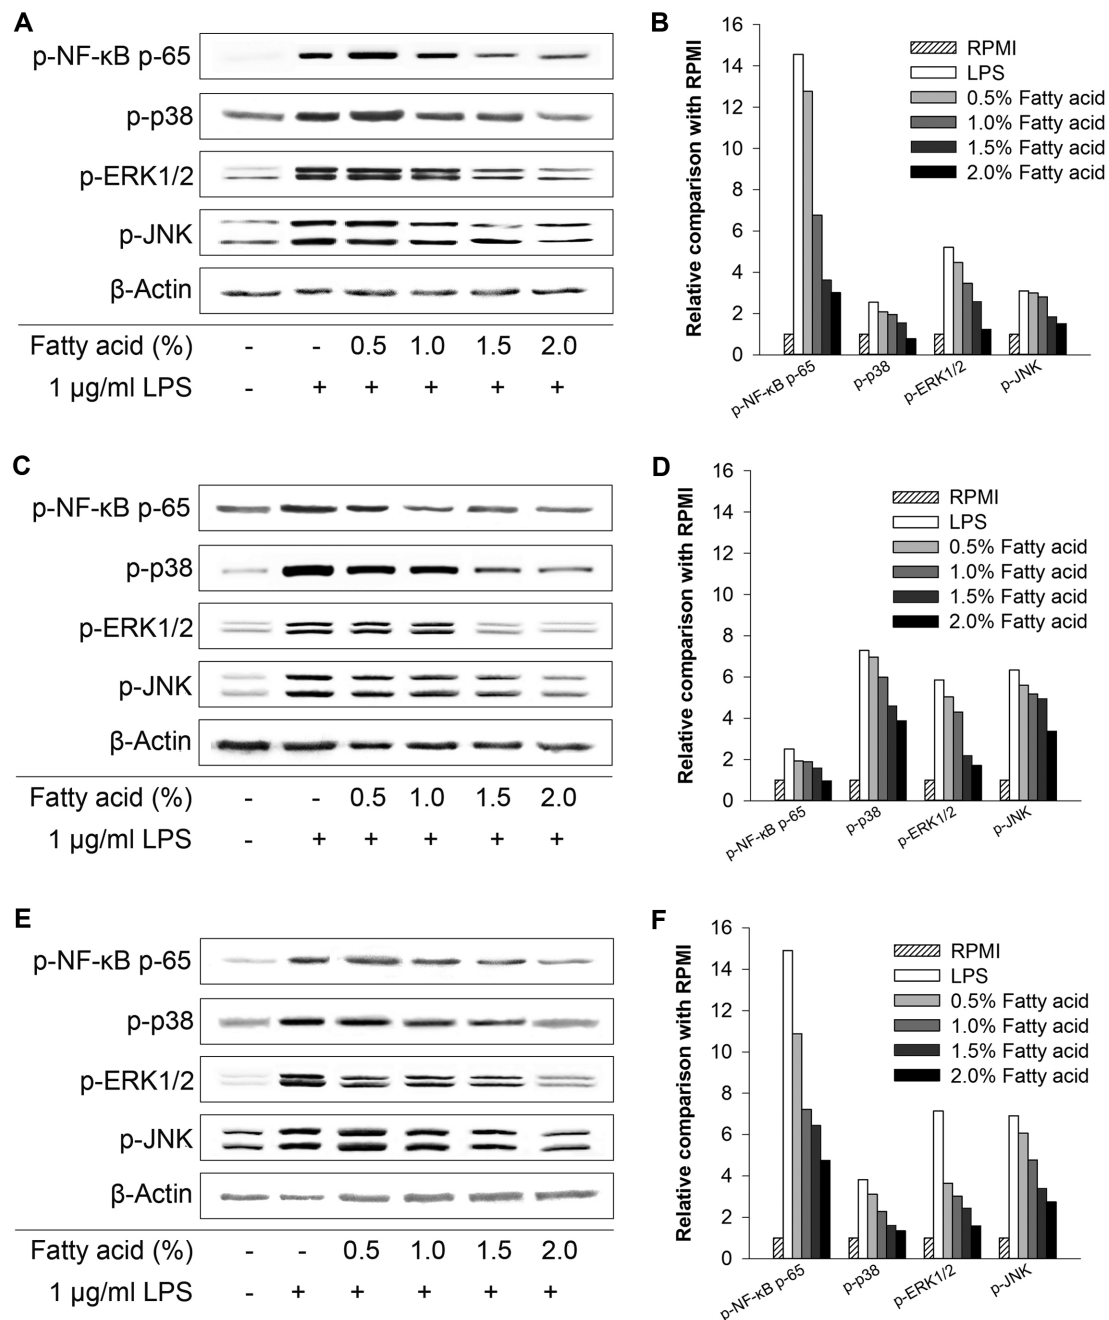 A
p-NF-κB p-65
p-p38
p-ERK1/2
p-JNK
β-Actin
Fatty acid (%) - - 0.5 1.0 1.5 2.0
1 μg/ml LPS - + + + + +
B
Relative comparison with RPMI
16
14
12
10
8
6
4
2
0
RPMI
LPS
0.5% Fatty acid
1.0% Fatty acid
1.5% Fatty acid
2.0% Fatty acid
p-NF-κB p-65
p-p38
p-ERK1/2
p-JNK
C
p-NF-κB p-65
p-p38
p-ERK1/2
p-JNK
β-Actin
Fatty acid (%) - - 0.5 1.0 1.5 2.0
1 μg/ml LPS - + + + + +
D
Relative comparison with RPMI
16
14
12
10
8
6
4
2
0
RPMI
LPS
0.5% Fatty acid
1.0% Fatty acid
1.5% Fatty acid
2.0% Fatty acid
p-NF-κB p-65
p-p38
p-ERK1/2
p-JNK
E
p-NF-κB p-65
p-p38
p-ERK1/2
p-JNK
β-Actin
Fatty acid (%) - - 0.5 1.0 1.5 2.0
1 μg/ml LPS - + + + + +
F
Relative comparison with RPMI
16
14
12
10
8
6
4
2
0
RPMI
LPS
0.5% Fatty acid
1.0% Fatty acid
1.5% Fatty acid
2.0% Fatty acid
p-NF-κB p-65
p-p38
p-ERK1/2
p-JNK